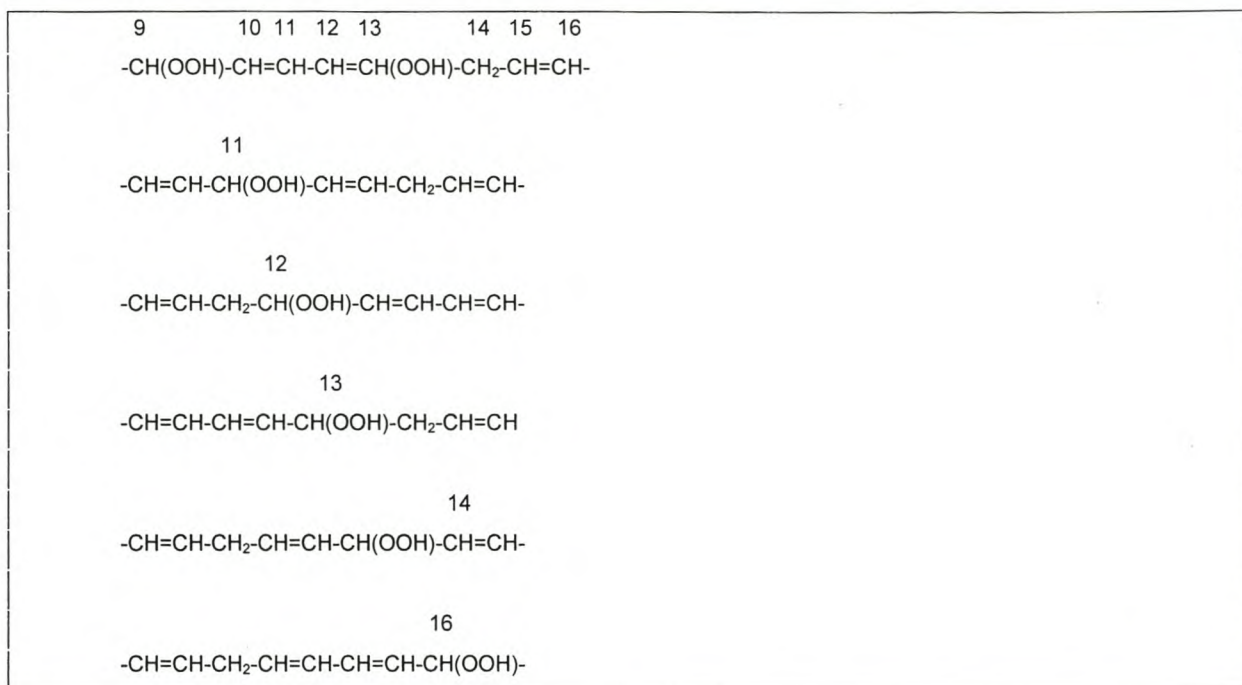 9 10 11 12 13 14 15 16
-CH(OOH)-CH=CH-CH=CH(OOH)-CH₂-CH=CH-
11
-CH=CH-CH(OOH)-CH=CH-CH₂-CH=CH-
12
-CH=CH-CH₂-CH(OOH)-CH=CH-CH=CH-
13
-CH=CH-CH=CH-CH(OOH)-CH₂-CH=CH
14
-CH=CH-CH₂-CH=CH-CH(OOH)-CH=CH-
16
-CH=CH-CH₂-CH=CH-CH=CH-CH(OOH)-